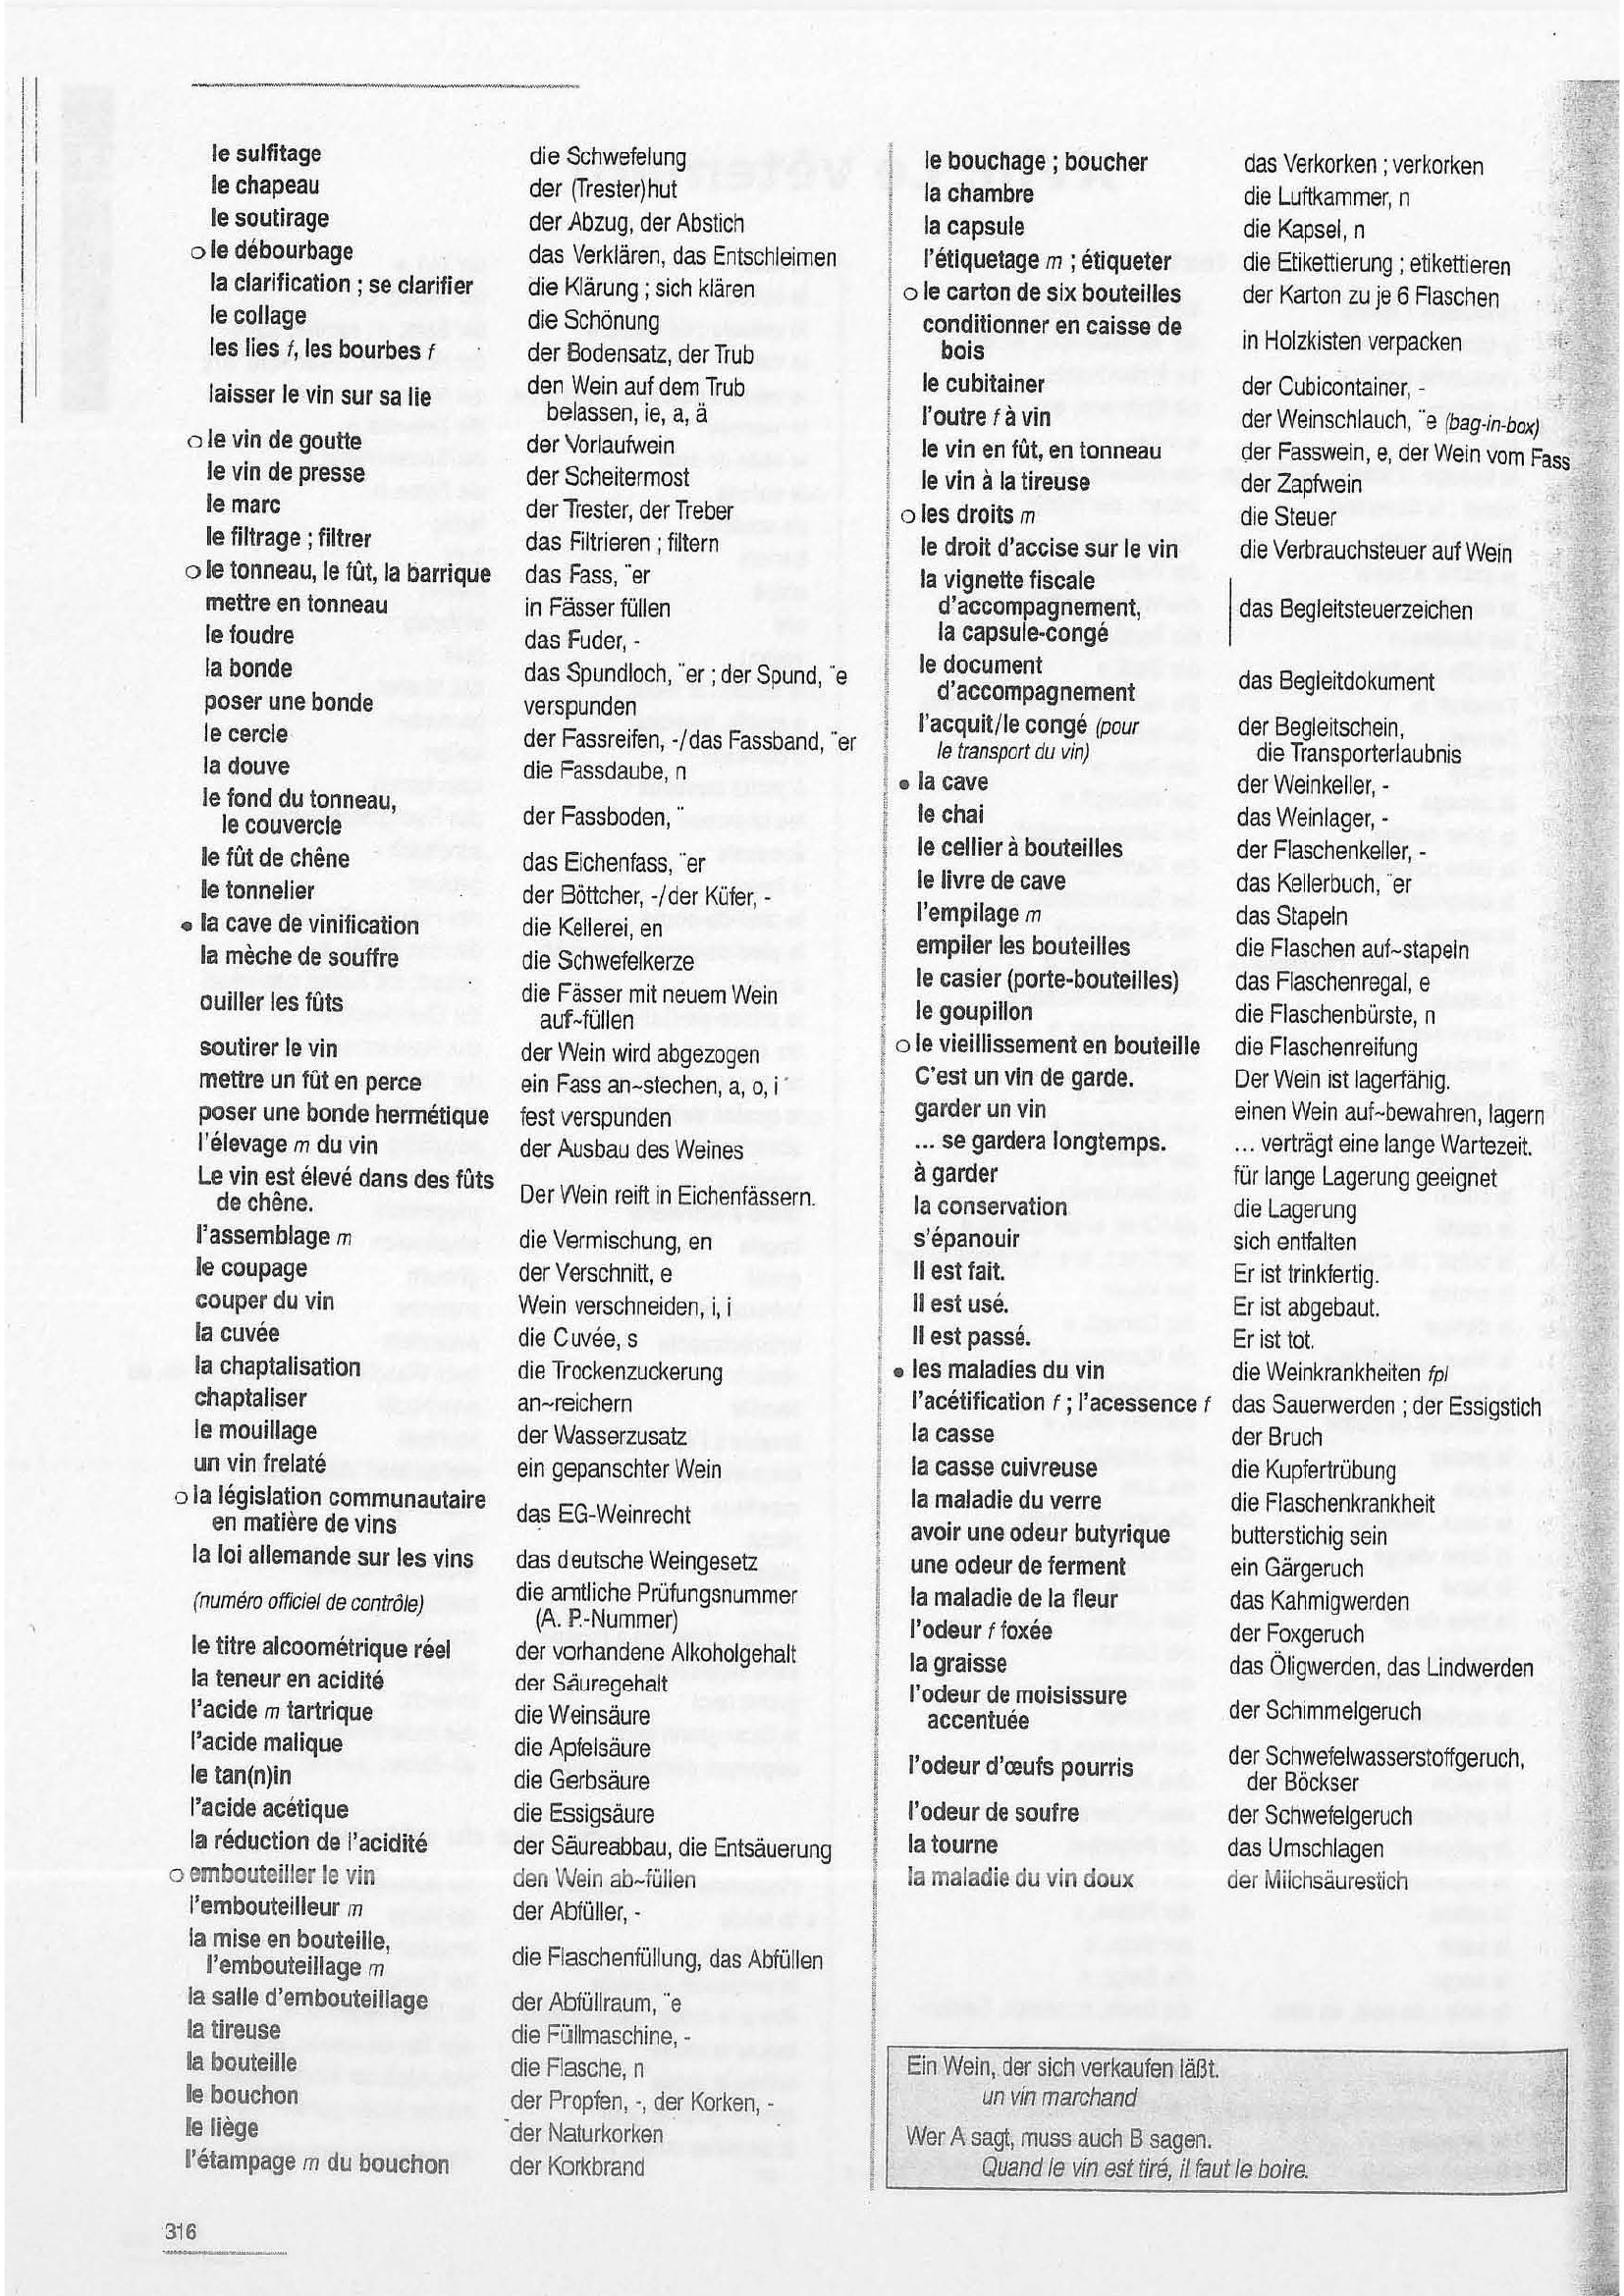 le sulfitage die Schwefelung
le chapeau der (Trester)hut
le soutirage der Abzug, der Abstich
o le débourbage das Verklären, das Entschleimen
la clarification ; se clarifier die Klärung ; sich klären
le collage die Schönung
les lies f, les bourbes f der Bodensatz, der Trub
laisser le vin sur sa lie den Wein auf dem Trub
belassen, ie, a, ä
o le vin de goutte der Vorlaufwein
le vin de presse der Scheitermost
le marc der Trester, der Treber
le filtrage ; filtrer das Filtrieren ; filtern
o le tonneau, le fût, la barrique das Fass, ¨er
mettre en tonneau in Fässer füllen
le foudre das Fuder, -
la bonde das Spundloch, ¨er ; der Spund, ¨e
poser une bonde verspunden
le cercle der Fassreifen, -/das Fassband, ¨er
la douve die Fassdaube, n
le fond du tonneau,
le couvercle der Fassboden, ¨
le fût de chêne das Eichenfass, ¨er
le tonnelier der Böttcher, -/der Küfer, -
• la cave de vinification die Kellerei, en
la mèche de souffre die Schwefelkerze
ouiller les fûts die Fässer mit neuem Wein
auf~füllen
soutirer le vin der Wein wird abgezogen
mettre un fût en perce ein Fass an~stechen, a, o, i
poser une bonde hermétique fest verspunden
l'élevage m du vin der Ausbau des Weines
Le vin est élevé dans des fûts
de chêne. Der Wein reift in Eichenfässern.
l'assemblage m die Vermischung, en
le coupage der Verschnitt, e
couper du vin Wein verschneiden, i, i
la cuvée die Cuvée, s
la chaptalisation die Trockenzuckerung
chaptaliser an~reichern
le mouillage der Wasserzusatz
un vin frelaté ein gepanschter Wein
o la législation communautaire
en matière de vins das EG-Weinrecht
la loi allemande sur les vins das deutsche Weingesetz
(numéro officiel de contrôle) die amtliche Prüfungsnummer
(A. P.-Nummer)
le titre alcoométrique réel der vorhandene Alkoholgehalt
la teneur en acidité der Säuregehalt
l'acide m tartrique die Weinsäure
l'acide malique die Apfelsäure
le tan(n)in die Gerbsäure
l'acide acétique die Essigsäure
la réduction de l'acidité der Säureabbau, die Entsäuerung
o embouteiller le vin den Wein ab~füllen
l'embouteilleur m der Abfüller, -
la mise en bouteille,
l'embouteillage m die Flaschenfüllung, das Abfüllen
la salle d'embouteillage der Abfüllraum, ¨e
la tireuse die Füllmaschine, -
la bouteille die Flasche, n
le bouchon der Propfen, -, der Korken, -
le liège der Naturkorken
l'étampage m du bouchon der Korkbrand
316
le bouchage ; boucher das Verkorken ; verkorken
la chambre die Luftkammer, n
la capsule die Kapsel, n
l'étiquetage m ; étiqueter die Etikettierung ; etikettieren
o le carton de six bouteilles der Karton zu je 6 Flaschen
conditionner en caisse de
bois in Holzkisten verpacken
le cubitainer der Cubicontainer, -
l'outre f à vin der Weinschlauch, ¨e (bag-in-box)
le vin en fût, en tonneau der Fasswein, e, der Wein vom Fass
le vin à la tireuse der Zapfwein
o les droits m die Steuer
le droit d'accise sur le vin die Verbrauchsteuer auf Wein
la vignette fiscale
d'accompagnement, das Begleitsteuerzeichen
la capsule-congé
le document
d'accompagnement das Begleitdokument
l'acquit/le congé (pour der Begleitschein,
le transport du vin) die Transporterlaubnis
• la cave der Weinkeller, -
le chai das Weinlager, -
le cellier à bouteilles der Flaschenkeller, -
le livre de cave das Kellerbuch, ¨er
l'empilage m das Stapeln
empiler les bouteilles die Flaschen auf~stapeln
le casier (porte-bouteilles) das Flaschenregal, e
le goupillon die Flaschenbürste, n
o le vieillissement en bouteille die Flaschenreifung
C'est un vin de garde. Der Wein ist lagerfähig.
garder un vin einen Wein auf~bewahren, lagern
... se gardera longtemps. ... verträgt eine lange Wartezeit.
à garder für lange Lagerung geeignet
la conservation die Lagerung
s'épanouir sich entfalten
Il est fait. Er ist trinkfertig.
Il est usé. Er ist abgebaut.
Il est passé. Er ist tot.
• les maladies du vin die Weinkrankheiten fpl
l'acétification f ; l'acessence f das Sauerwerden ; der Essigstich
la casse der Bruch
la casse cuivreuse die Kupfertrübung
la maladie du verre die Flaschenkrankheit
avoir une odeur butyrique butterstichig sein
une odeur de ferment ein Gärgeruch
la maladie de la fleur das Kahmigwerden
l'odeur f foxée der Foxgeruch
la graisse das Öligwerden, das Lindwerden
l'odeur de moisissure
accentuée der Schimmelgeruch
l'odeur d'œufs pourris der Schwefelwasserstoffgeruch,
der Böckser
l'odeur de soufre der Schwefelgeruch
la tourne das Umschlagen
la maladie du vin doux der Milchsäurestich
Ein Wein, der sich verkaufen läßt.
un vin marchand
Wer A sagt, muss auch B sagen.
Quand le vin est tiré, il faut le boire.